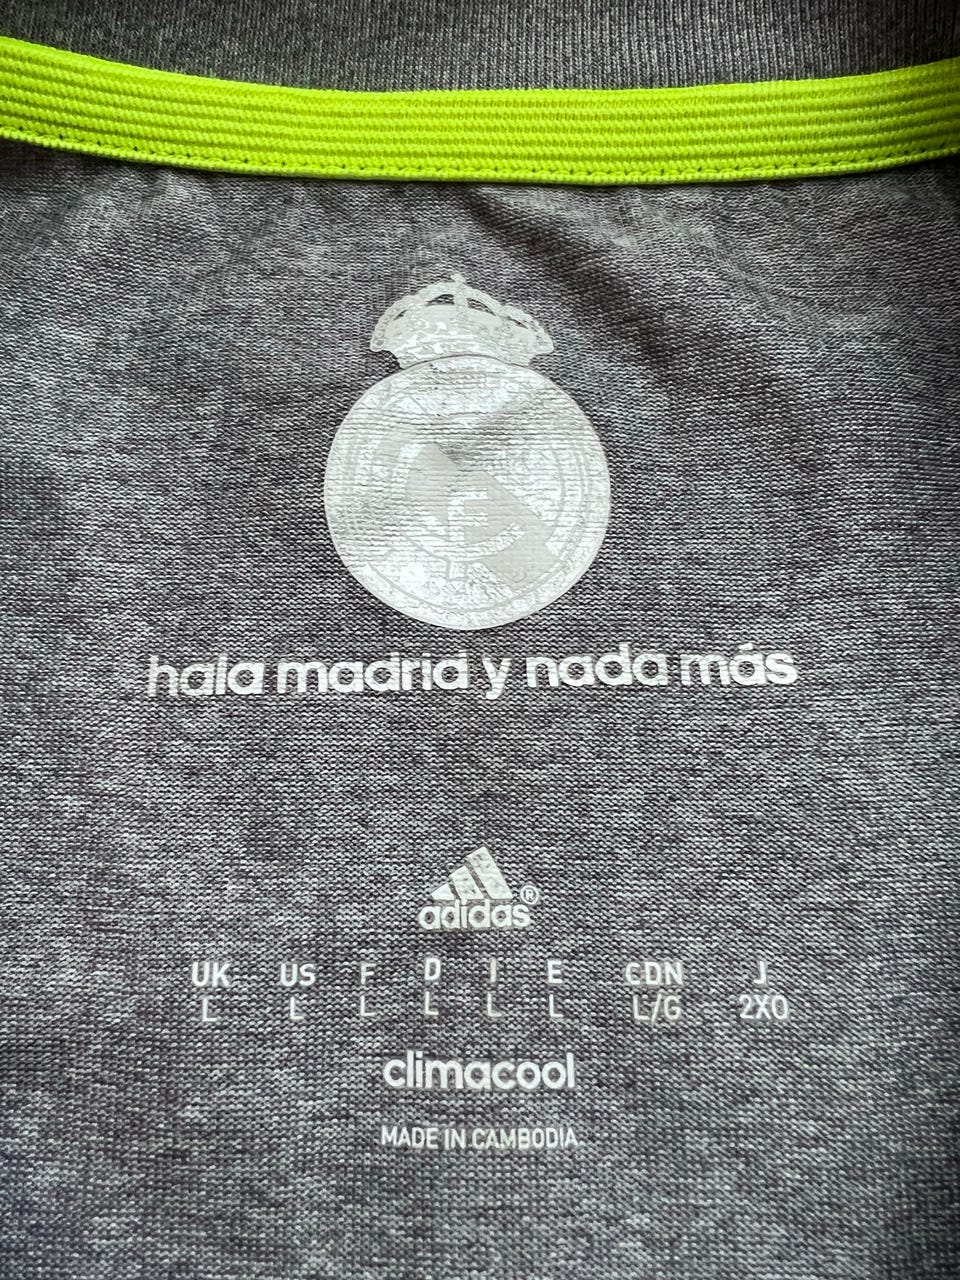 hala madrid y nada más
adidas®
UK US F D I E CDN J
L L L L L L L/G 2XO
climacool
MADE IN CAMBODIA